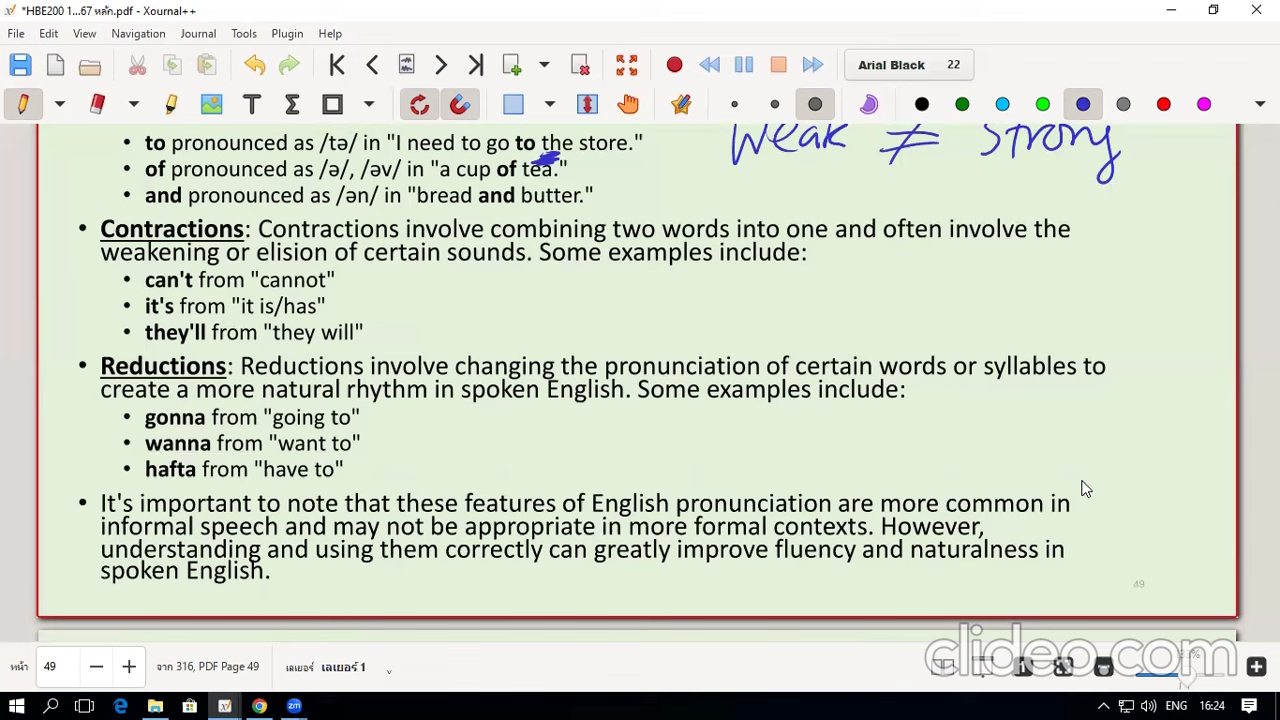 *HBE200 1...67 หลัก.pdf - Xournal++
File Edit View Navigation Journal Tools Plugin Help
Arial Black 22
Weak ≠ Strong
• to pronounced as /tə/ in "I need to go to the store."
• of pronounced as /ə/, /əv/ in "a cup of tea."
• and pronounced as /ən/ in "bread and butter."
• Contractions: Contractions involve combining two words into one and often involve the
weakening or elision of certain sounds. Some examples include:
• can't from "cannot"
• it's from "it is/has"
• they'll from "they will"
• Reductions: Reductions involve changing the pronunciation of certain words or syllables to
create a more natural rhythm in spoken English. Some examples include:
• gonna from "going to"
• wanna from "want to"
• hafta from "have to"
• It's important to note that these features of English pronunciation are more common in
informal speech and may not be appropriate in more formal contexts. However,
understanding and using them correctly can greatly improve fluency and naturalness in
spoken English.
49
clideo.com
หน้า 49 จาก 316, PDF Page 49 เลเยอร์ เลเยอร์ 1
ENG 16:24